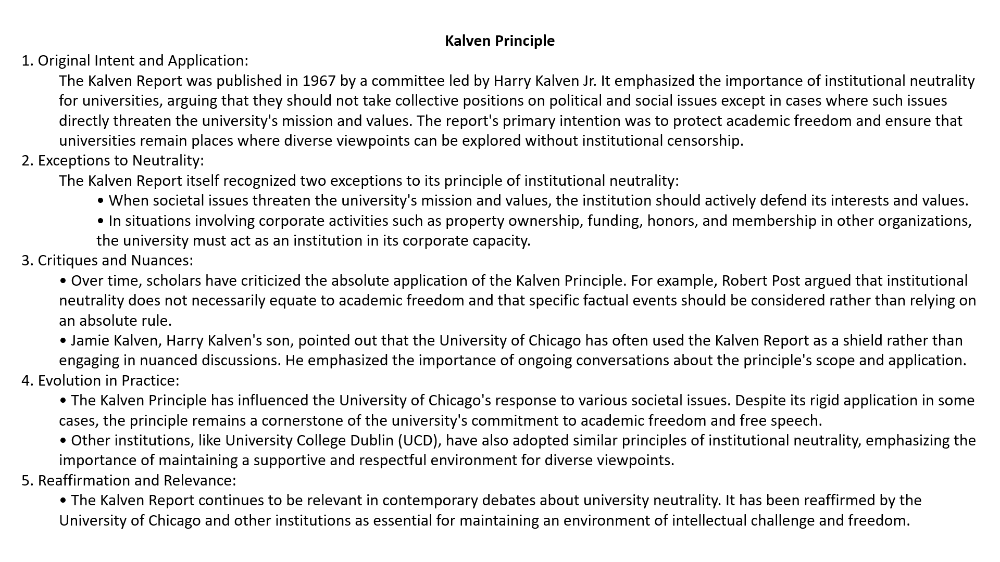 Kalven Principle
1. Original Intent and Application:
The Kalven Report was published in 1967 by a committee led by Harry Kalven Jr. It emphasized the importance of institutional neutrality
for universities, arguing that they should not take collective positions on political and social issues except in cases where such issues
directly threaten the university's mission and values. The report's primary intention was to protect academic freedom and ensure that
universities remain places where diverse viewpoints can be explored without institutional censorship.
2. Exceptions to Neutrality:
The Kalven Report itself recognized two exceptions to its principle of institutional neutrality:
• When societal issues threaten the university's mission and values, the institution should actively defend its interests and values.
• In situations involving corporate activities such as property ownership, funding, honors, and membership in other organizations,
the university must act as an institution in its corporate capacity.
3. Critiques and Nuances:
• Over time, scholars have criticized the absolute application of the Kalven Principle. For example, Robert Post argued that institutional
neutrality does not necessarily equate to academic freedom and that specific factual events should be considered rather than relying on
an absolute rule.
• Jamie Kalven, Harry Kalven's son, pointed out that the University of Chicago has often used the Kalven Report as a shield rather than
engaging in nuanced discussions. He emphasized the importance of ongoing conversations about the principle's scope and application.
4. Evolution in Practice:
• The Kalven Principle has influenced the University of Chicago's response to various societal issues. Despite its rigid application in some
cases, the principle remains a cornerstone of the university's commitment to academic freedom and free speech.
• Other institutions, like University College Dublin (UCD), have also adopted similar principles of institutional neutrality, emphasizing the
importance of maintaining a supportive and respectful environment for diverse viewpoints.
5. Reaffirmation and Relevance:
• The Kalven Report continues to be relevant in contemporary debates about university neutrality. It has been reaffirmed by the
University of Chicago and other institutions as essential for maintaining an environment of intellectual challenge and freedom.